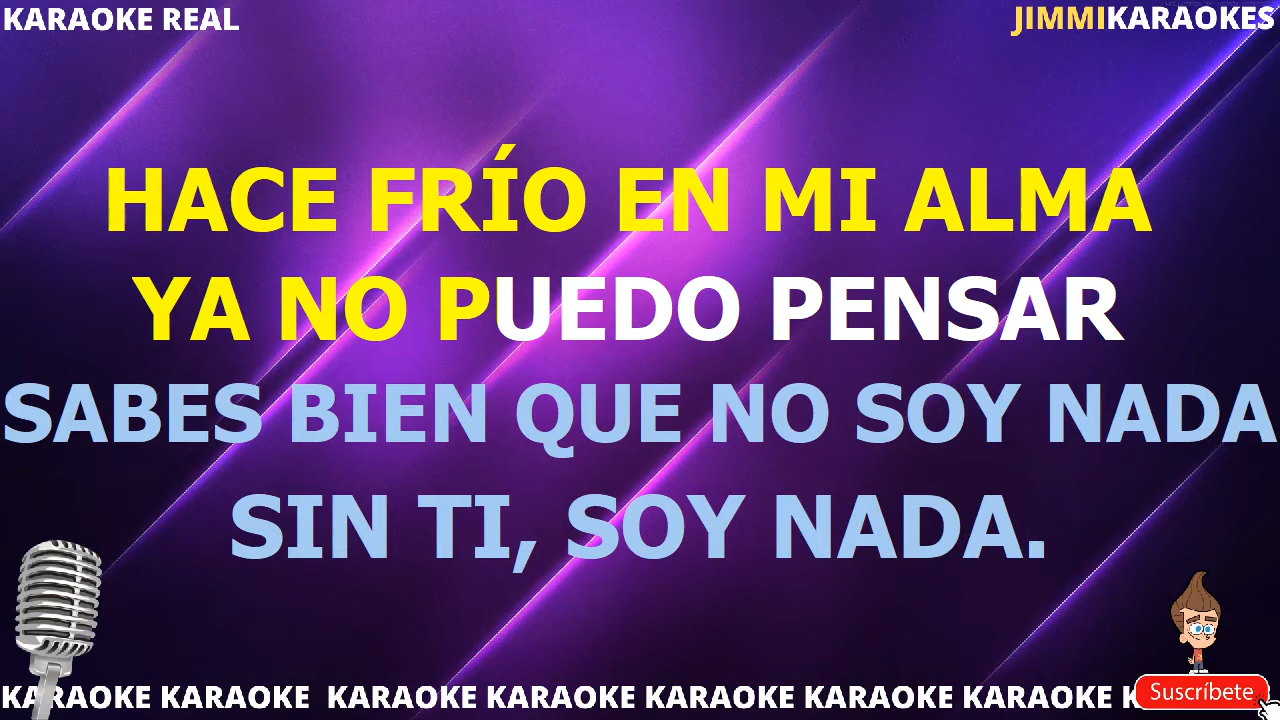 KARAOKE REAL
JIMMIKARAOKES
HACE FRÍO EN MI ALMA
YA NO PUEDO PENSAR
SABES BIEN QUE NO SOY NADA
SIN TI, SOY NADA.
KARAOKE KARAOKE KARAOKE KARAOKE KARAOKE KARAOKE KARAOKE
Suscríbete